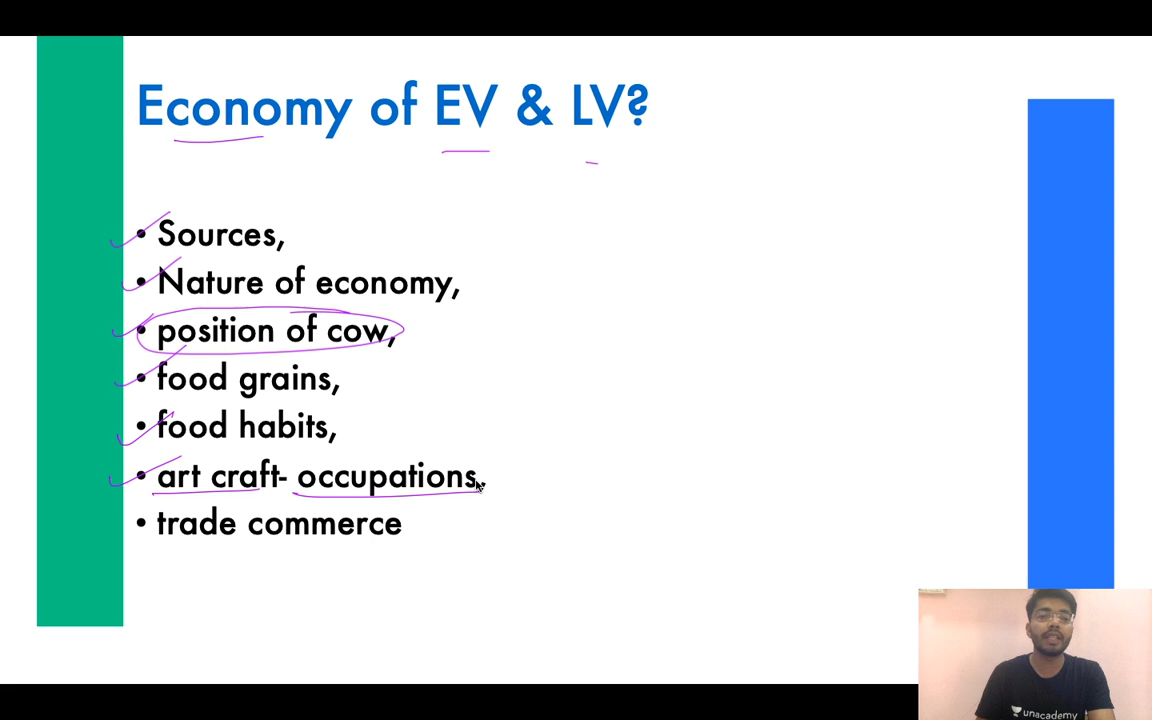 Economy of EV & LV?
• Sources,
• Nature of economy,
• position of cow,
• food grains,
• food habits,
• art craft- occupations,
• trade commerce
unacademy